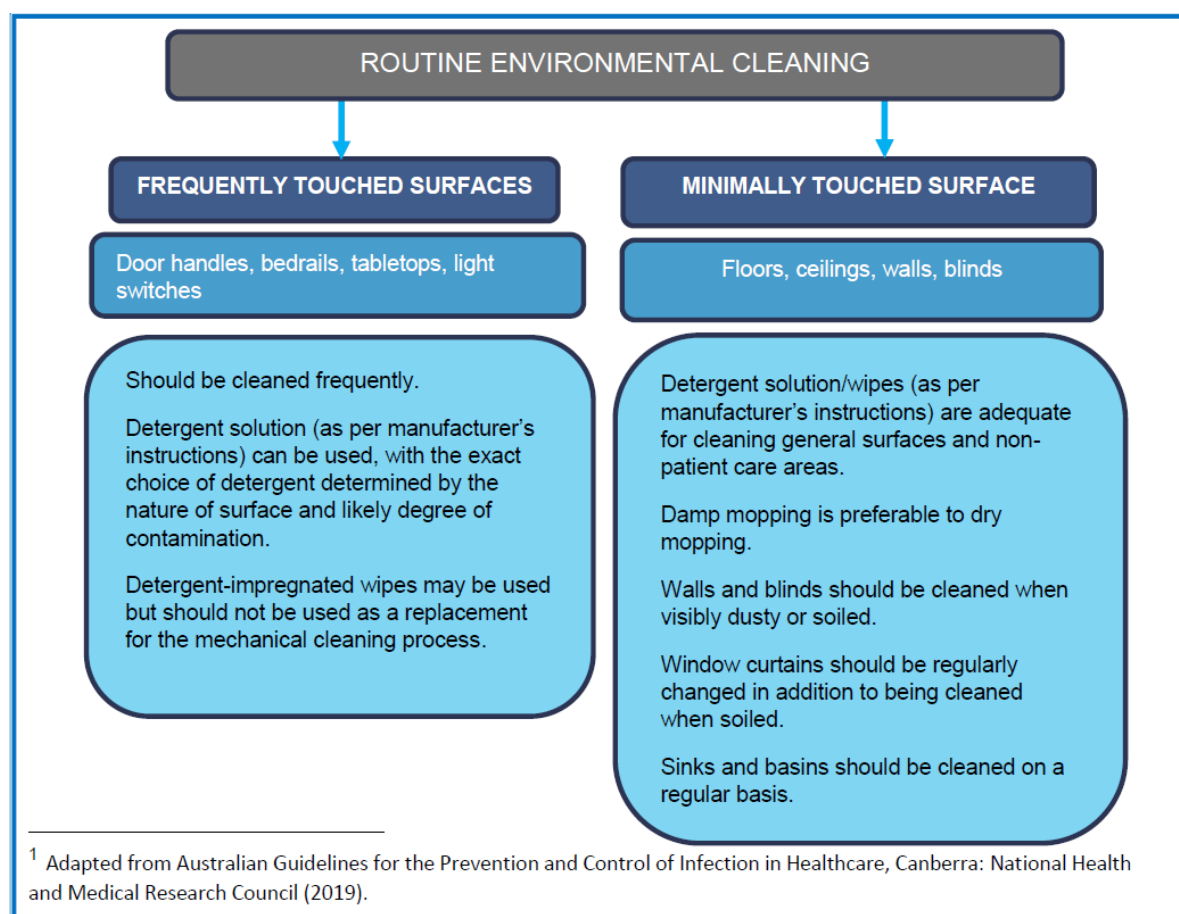 ROUTINE ENVIRONMENTAL CLEANING
FREQUENTLY TOUCHED SURFACES
Door handles, bedrails, tabletops, light
switches
Should be cleaned frequently.
Detergent solution (as per manufacturer's
instructions) can be used, with the exact
choice of detergent determined by the
nature of surface and likely degree of
contamination.
Detergent-impregnated wipes may be used
but should not be used as a replacement
for the mechanical cleaning process.
MINIMALLY TOUCHED SURFACE
Floors, ceilings, walls, blinds
Detergent solution/wipes (as per
manufacturer's instructions) are adequate
for cleaning general surfaces and non-
patient care areas.
Damp mopping is preferable to dry
mopping.
Walls and blinds should be cleaned when
visibly dusty or soiled.
Window curtains should be regularly
changed in addition to being cleaned
when soiled.
Sinks and basins should be cleaned on a
regular basis.
1 Adapted from Australian Guidelines for the Prevention and Control of Infection in Healthcare, Canberra: National Health
and Medical Research Council (2019).